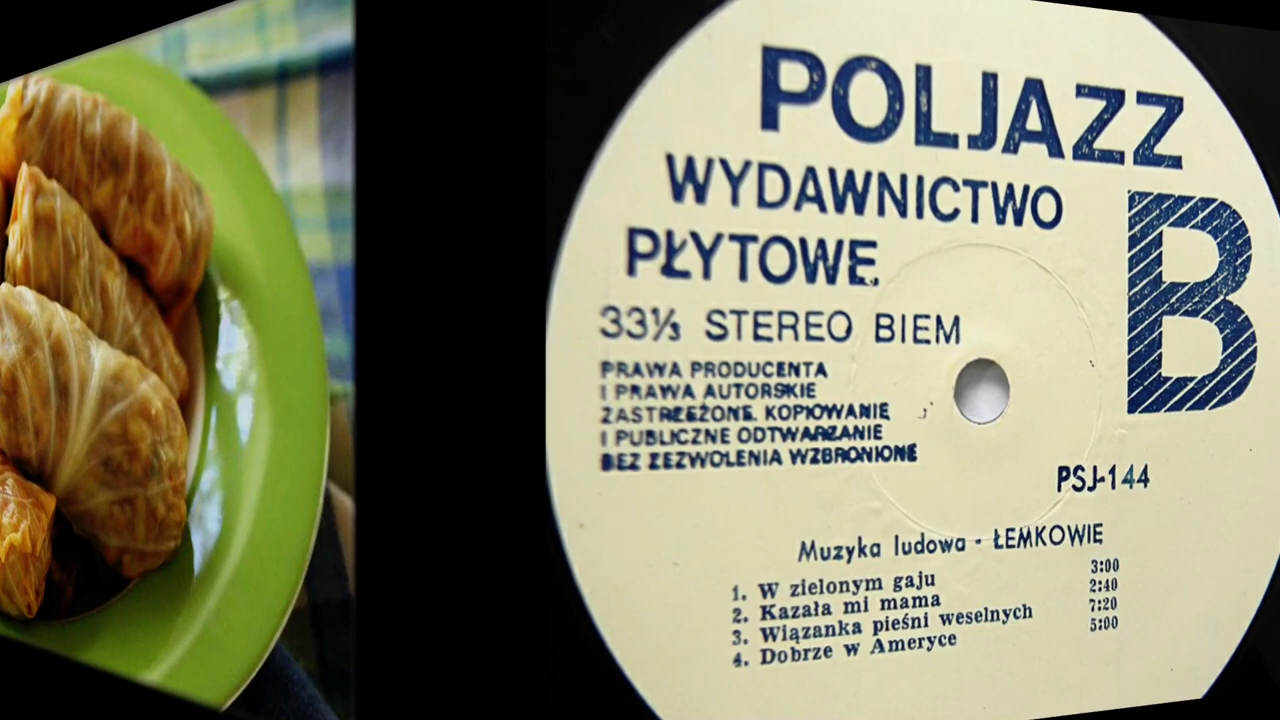 POLJAZZ
WYDAWNICTWO
PŁYTOWE
B
33⅓ STEREO BIEM
PRAWA PRODUCENTA
I PRAWA AUTORSKIE
ZASTRZEŻONE. KOPIOWANIE
I PUBLICZNE ODTWARZANIE
BEZ ZEZWOLENIA WZBRONIONE
PSJ-144
Muzyka ludowa - ŁEMKOWIE
1. W zielonym gaju 3:00
2. Kazała mi mama 2:40
3. Wiązanka pieśni weselnych 7:20
4. Dobrze w Ameryce 5:00